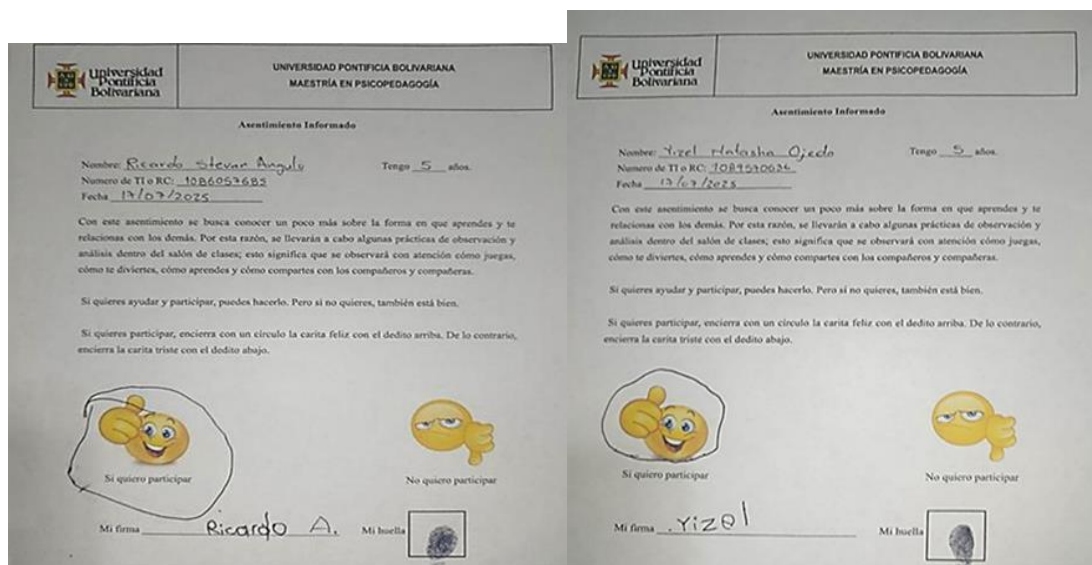 Universidad
Pontificia
Bolivariana
UNIVERSIDAD PONTIFICIA BOLIVARIANA
MAESTRÍA EN PSICOPEDAGOGÍA
Asentimiento Informado
Nombre: Ricardo Stevan Angulo Tengo 5 años.
Numero de TI o RC: 1086057685
Fecha 17/07/2025
Con este asentimiento se busca conocer un poco más sobre la forma en que aprendes y te
relacionas con los demás. Por esta razón, se llevarán a cabo algunas prácticas de observación y
análisis dentro del salón de clases; esto significa que se observará con atención cómo juegas,
cómo te diviertes, cómo aprendes y cómo compartes con los compañeros y compañeras.
Si quieres ayudar y participar, puedes hacerlo. Pero si no quieres, también está bien.
Si quieres participar, encierra con un círculo la carita feliz con el dedito arriba. De lo contrario,
encierra la carita triste con el dedito abajo.
Si quiero participar No quiero participar
Mi firma Ricardo A. Mi huella
Universidad
Pontificia
Bolivariana
UNIVERSIDAD PONTIFICIA BOLIVARIANA
MAESTRÍA EN PSICOPEDAGOGÍA
Asentimiento Informado
Nombre: Yizel Natasha Ojeda Tengo 5 años.
Numero de TI o RC:
Fecha 17/07/2025
Con este asentimiento se busca conocer un poco más sobre la forma en que aprendes y te
relacionas con los demás. Por esta razón, se llevarán a cabo algunas prácticas de observación y
análisis dentro del salón de clases; esto significa que se observará con atención cómo juegas,
cómo te diviertes, cómo aprendes y cómo compartes con los compañeros y compañeras.
Si quieres ayudar y participar, puedes hacerlo. Pero si no quieres, también está bien.
Si quieres participar, encierra con un círculo la carita feliz con el dedito arriba. De lo contrario,
encierra la carita triste con el dedito abajo.
Si quiero participar No quiero participar
Mi firma Yizel Mi huella